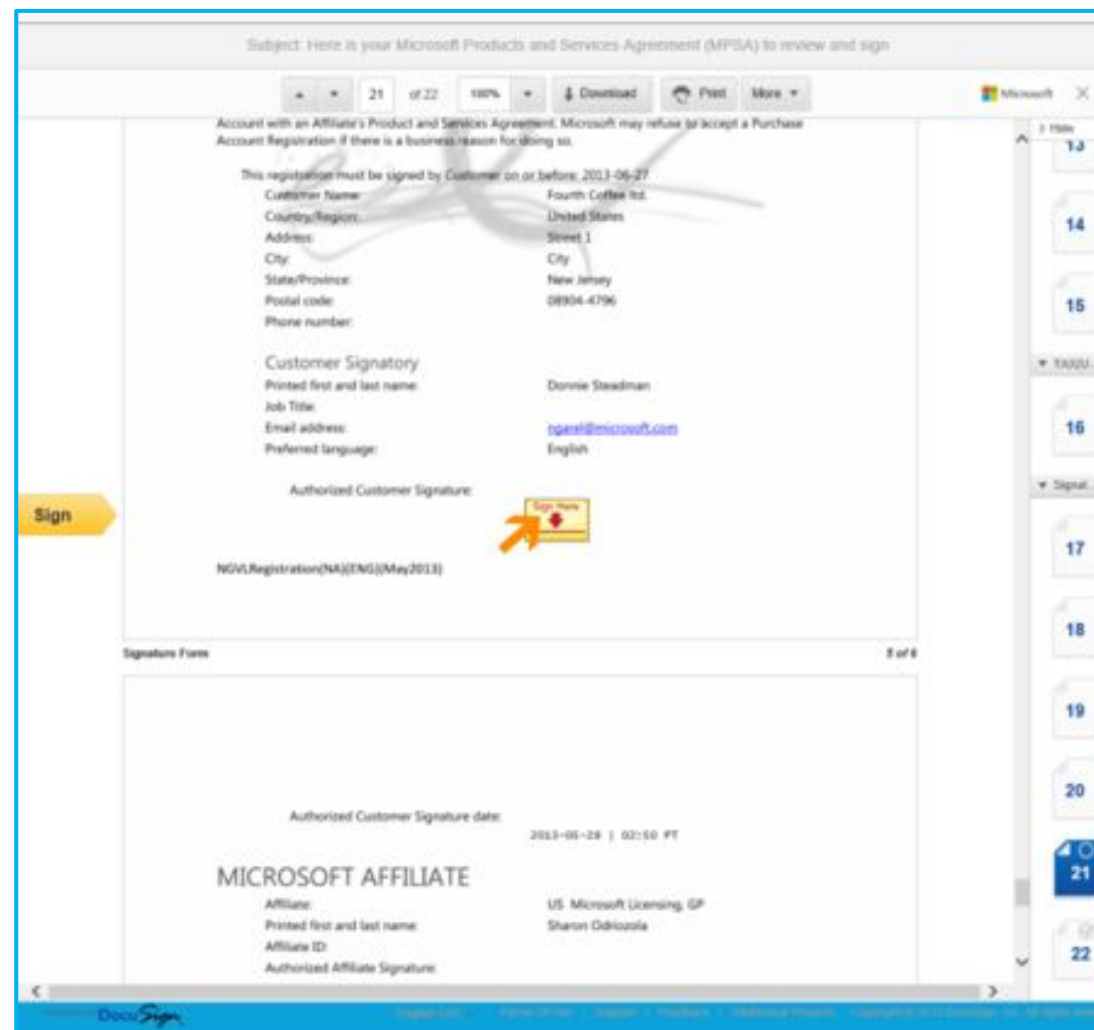 Subject: Here is your Microsoft Products and Services Agreement (MPSA) to review and sign
21 of 22 100% Download Print More Microsoft
Account with an Affiliate's Product and Services Agreement. Microsoft may refuse to accept a Purchase
Account Registration if there is a business reason for doing so.
This registration must be signed by Customer on or before: 2013-06-27
Customer Name: Fourth Coffee ltd.
Country/Region: United States
Address: Street 1
City: City
State/Province: New Jersey
Postal code: 08904-4796
Phone number:
Customer Signatory
Printed first and last name: Donnie Steadman
Job Title:
Email address: ngarel@microsoft.com
Preferred language: English
Authorized Customer Signature:
Sign Here
Sign
NGVLRegistration(NA)(ENG)(May2013)
Signature Form 5 of 6
Authorized Customer Signature date:
2013-05-28 | 02:50 PT
MICROSOFT AFFILIATE
Affiliate: US Microsoft Licensing, GP
Printed first and last name: Sharon Odriozola
Affiliate ID:
Authorized Affiliate Signature:
Hide
13
14
15
16
Signat...
17
18
19
20
21
22
DocuSign